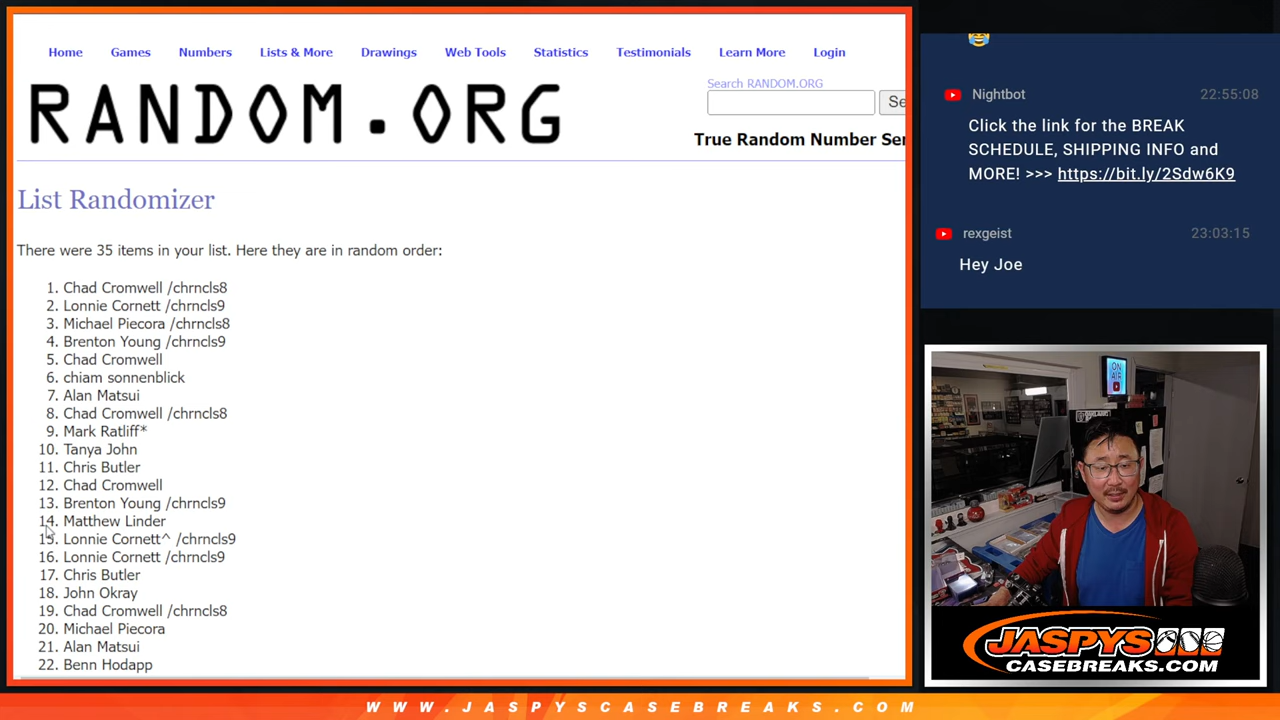 Home Games Numbers Lists & More Drawings Web Tools Statistics Testimonials Learn More Login
Search RANDOM.ORG
RANDOM.ORG
Se
True Random Number Ser
List Randomizer
There were 35 items in your list. Here they are in random order:
1. Chad Cromwell /chrncls8
2. Lonnie Cornett /chrncls9
3. Michael Piecora /chrncls8
4. Brenton Young /chrncls9
5. Chad Cromwell
6. chiam sonnenblick
7. Alan Matsui
8. Chad Cromwell /chrncls8
9. Mark Ratliff*
10. Tanya John
11. Chris Butler
12. Chad Cromwell
13. Brenton Young /chrncls9
14. Matthew Linder
15. Lonnie Cornett^ /chrncls9
16. Lonnie Cornett /chrncls9
17. Chris Butler
18. John Okray
19. Chad Cromwell /chrncls8
20. Michael Piecora
21. Alan Matsui
22. Benn Hodapp
Nightbot 22:55:08
Click the link for the BREAK
SCHEDULE, SHIPPING INFO and
MORE! >>> https://bit.ly/2Sdw6K9
rexgeist 23:03:15
Hey Joe
ON
AIR
JASPYS
CASEBREAKS.COM
WWW.JASPYSCASEBREAKS.COM